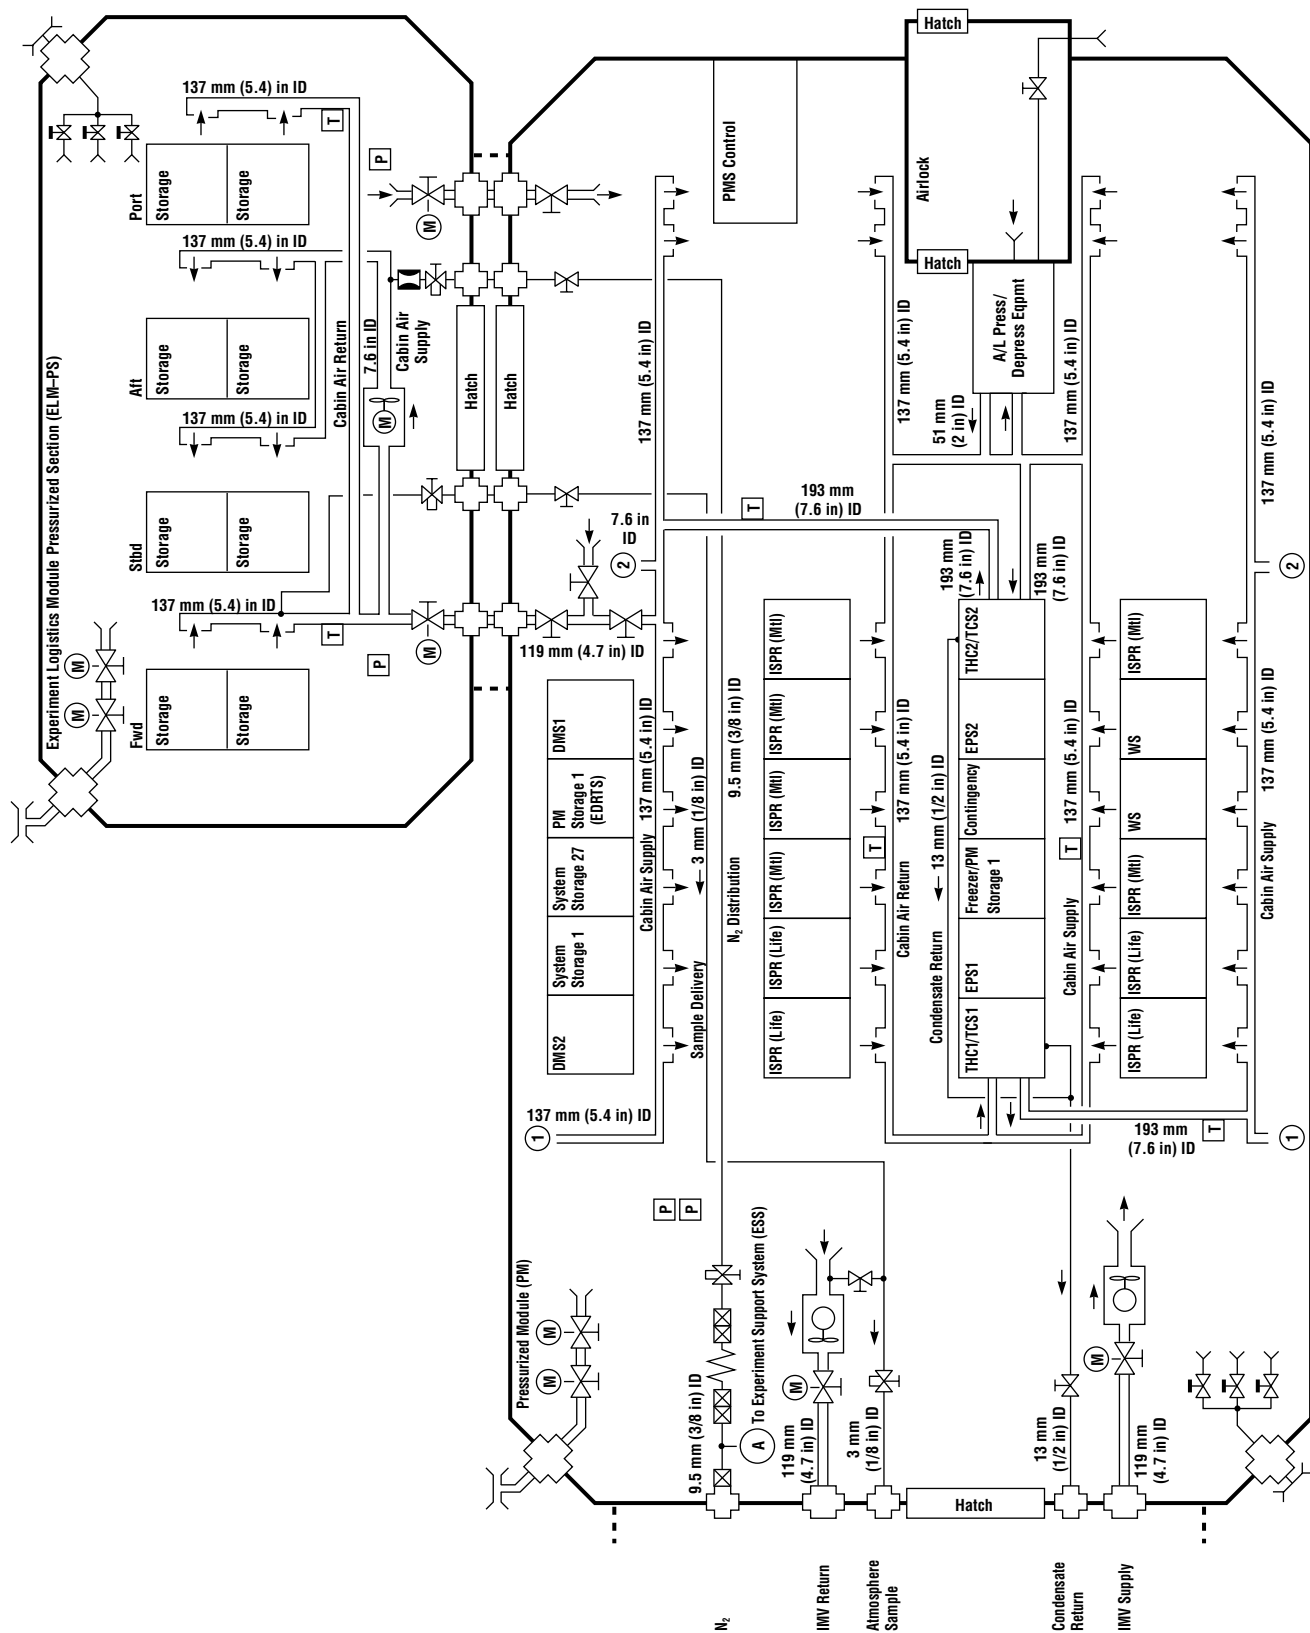 Experiment Logistics Module Pressurized Section (ELM–PS)
Fwd
Storage
Storage
Stbd
Storage
Storage
Aft
Storage
Storage
Port
Storage
Storage
137 mm (5.4) in ID
137 mm (5.4) in ID
137 mm (5.4) in ID
137 mm (5.4) in ID
T
T
Cabin Air Return
7.6 in ID
Cabin Air
Supply
M
M
M
M
M
P
P
Hatch
Hatch
Pressurized Module (PM)
M
M
1
137 mm (5.4 in) ID
DMS2
System
Storage 1
System
Storage 27
PM
Storage 1
(EDRTS)
DMS1
119 mm (4.7 in) ID
7.6 in
ID
2
Cabin Air Supply
137 mm (5.4 in) ID
137 mm (5.4 in) ID
Sample Delivery
3 mm (1/8 in) ID
N2 Distribution
9.5 mm (3/8 in) ID
PMS Control
P
P
ISPR (Life)
ISPR (Life)
ISPR (Mtl)
ISPR (Mtl)
ISPR (Mtl)
ISPR (Mtl)
T
193 mm
(7.6 in) ID
T
Cabin Air Return
137 mm (5.4 in) ID
137 mm (5.4 in) ID
Condensate Return
13 mm (1/2 in) ID
193 mm
(7.6 in) ID
193 mm
(7.6 in) ID
THC1/TCS1
EPS1
Freezer/PM
Storage 1
Contingency
EPS2
THC2/TCS2
51 mm
(2 in) ID
A/L Press/
Depress Eqpmt
Hatch
Airlock
Hatch
Cabin Air Supply
T
137 mm (5.4 in) ID
137 mm (5.4 in) ID
ISPR (Life)
ISPR (Life)
ISPR (Mtl)
WS
WS
ISPR (Mtl)
193 mm
(7.6 in) ID
T
Cabin Air Supply
137 mm (5.4 in) ID
137 mm (5.4 in) ID
1
2
9.5 mm (3/8 in) ID
A
To Experiment Support System (ESS)
M
119 mm
(4.7 in) ID
3 mm
(1/8 in) ID
Hatch
13 mm
(1/2 in) ID
M
119 mm
(4.7 in) ID
N2
IMV Return
Atmosphere
Sample
Condensate
Return
IMV Supply